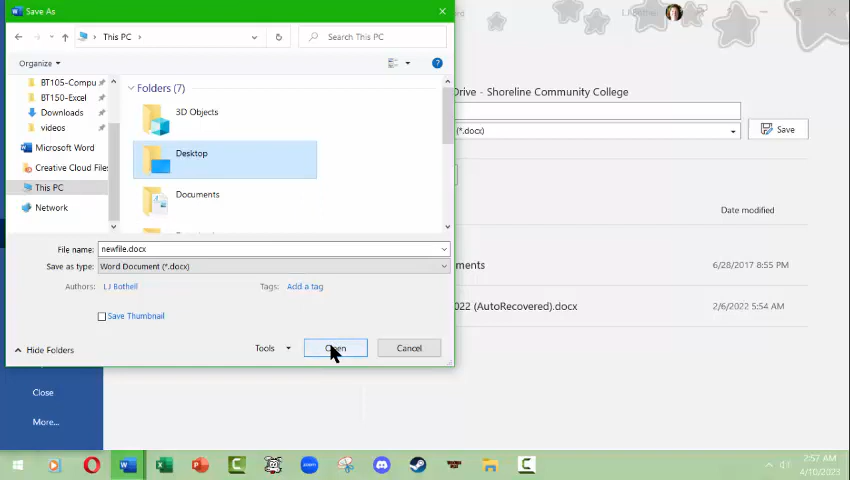 Save As
This PC
Search This PC
Organize
BT105-Compu
BT150-Excel
Downloads
videos
Microsoft Word
Creative Cloud Files
This PC
Network
Folders (7)
3D Objects
Desktop
Documents
File name: newfile.docx
Save as type: Word Document (*.docx)
Authors: LJ Bothell
Tags: Add a tag
Save Thumbnail
Hide Folders
Tools
Open
Cancel
Drive - Shoreline Community College
(*.docx)
Save
Date modified
ments
6/28/2017 8:55 PM
022 (AutoRecovered).docx
2/6/2022 5:54 AM
Close
More...
zoom
2:57 AM
4/10/2023